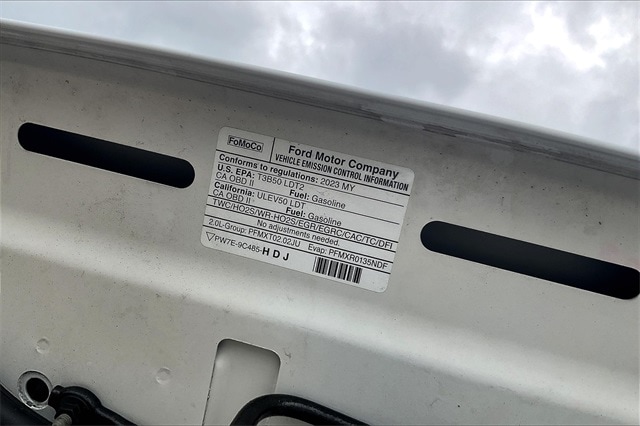 FoMoCo
Ford Motor Company
VEHICLE EMISSION CONTROL INFORMATION
Conforms to regulations: 2023 MY
U.S. EPA: T3B50 LDT2
CA OBD II Fuel: Gasoline
California: ULEV50 LDT
CA OBD II Fuel: Gasoline
TWC/HO2S/WR-HO2S/EGR/EGRC/CAC/TC/DFI
No adjustments needed.
2.0L-Group: PFMXT02.02JU Evap: PFMXR0135NDF
PW7E-9C485-HDJ